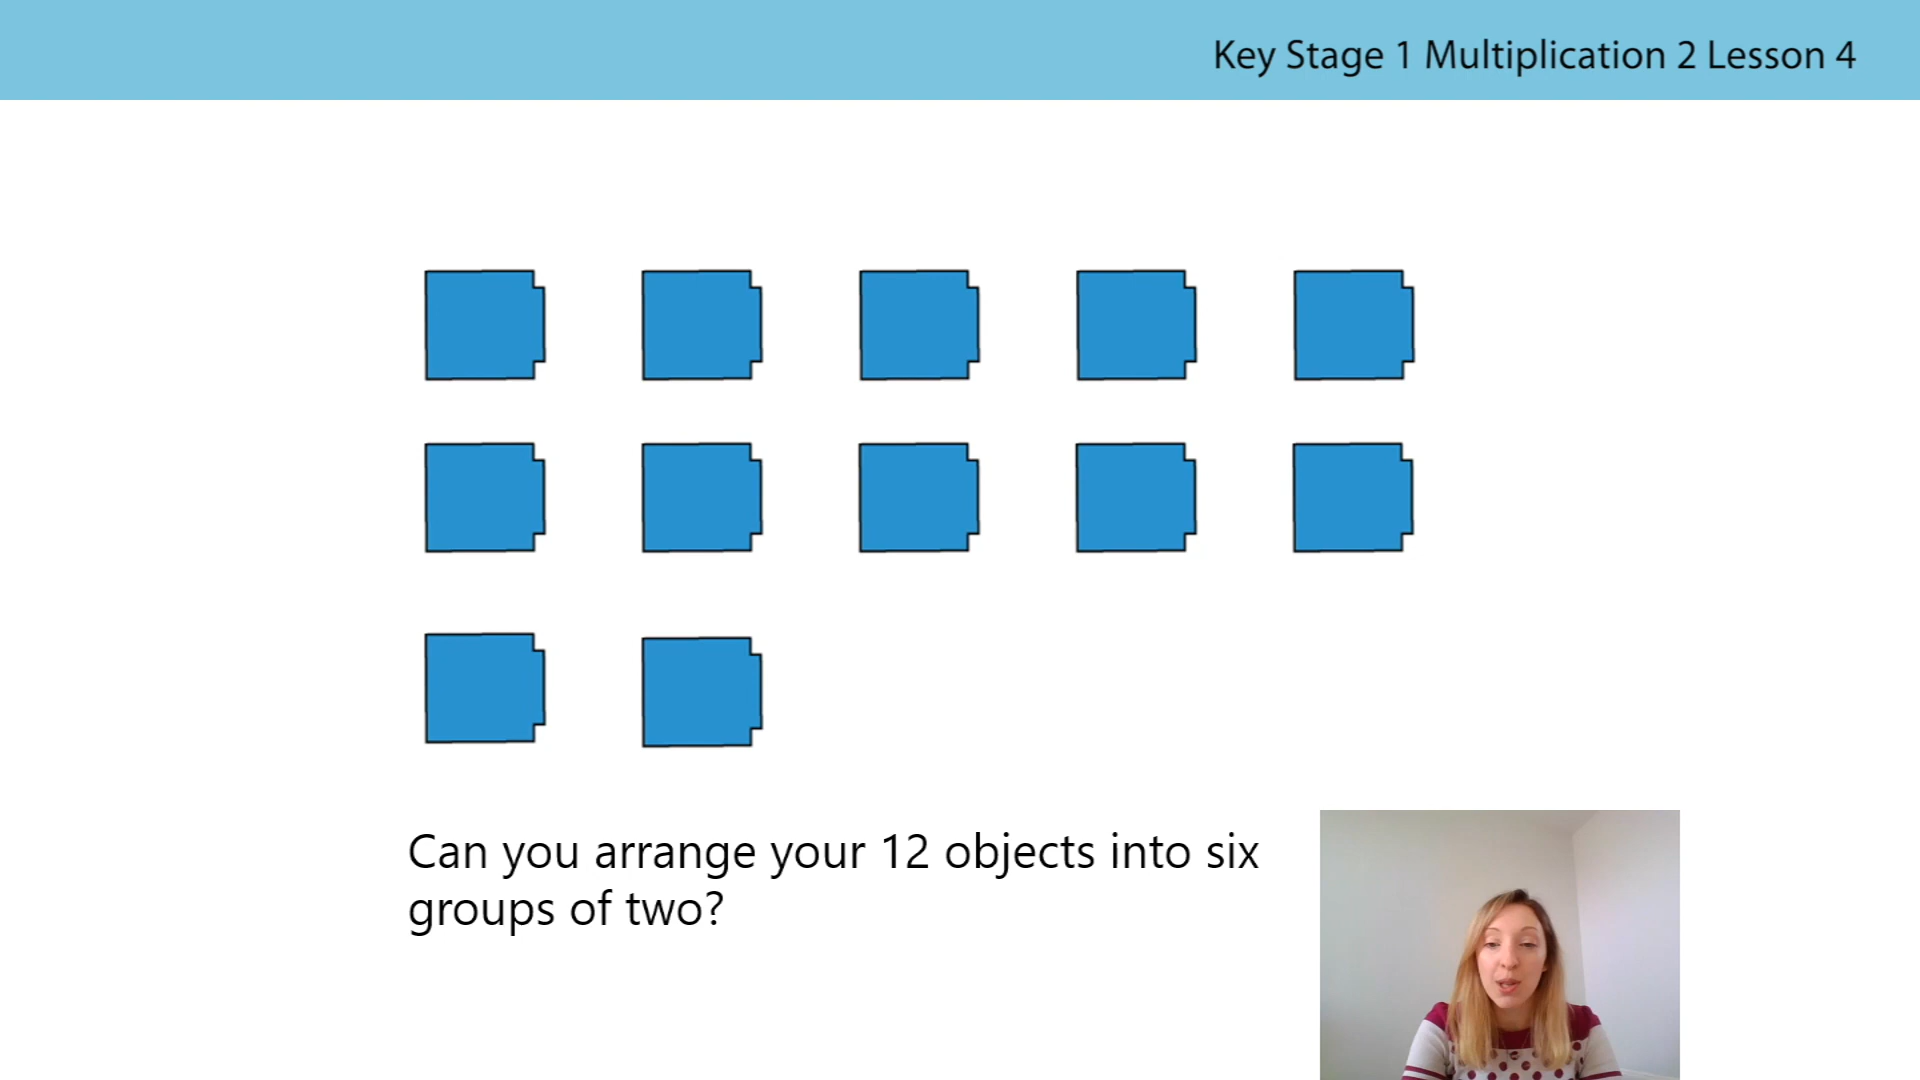 Key Stage 1 Multiplication 2 Lesson 4
Can you arrange your 12 objects into six
groups of two?